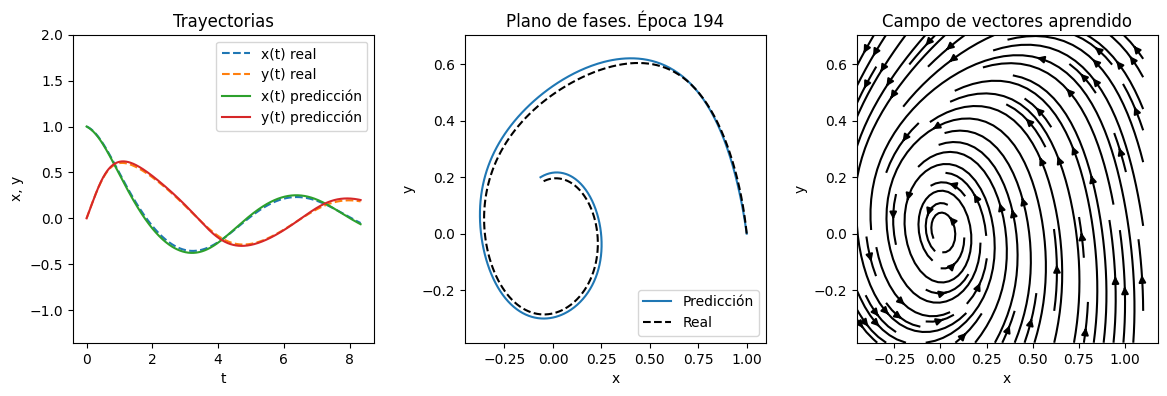 Trayectorias
2.0
1.5
1.0
0.5
0.0
−0.5
−1.0
x, y
0
2
4
6
8
t
x(t) real
y(t) real
x(t) predicción
y(t) predicción
Plano de fases. Época 194
0.6
0.4
0.2
0.0
−0.2
y
−0.25
0.00
0.25
0.50
0.75
1.00
x
Predicción
Real
Campo de vectores aprendido
0.6
0.4
0.2
0.0
−0.2
y
−0.25
0.00
0.25
0.50
0.75
1.00
x